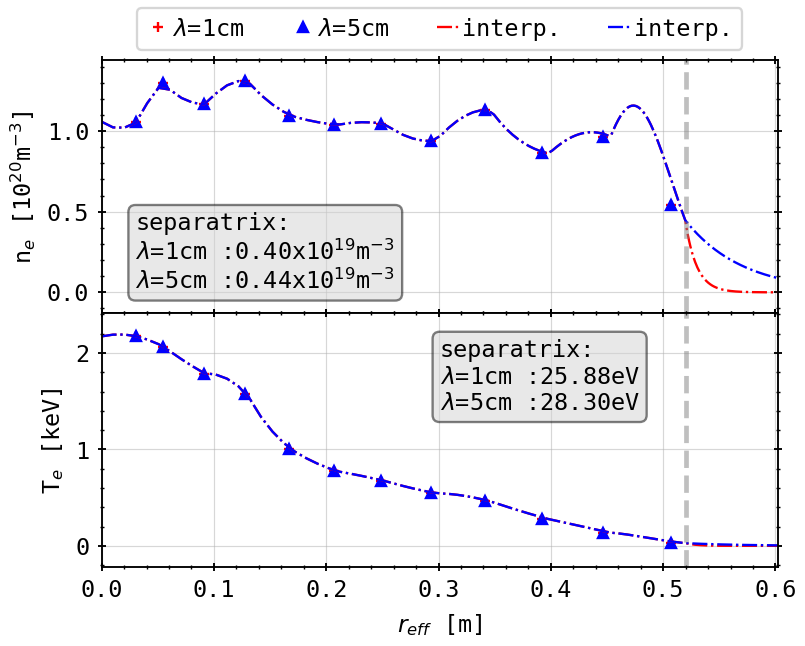 λ=1cm λ=5cm interp. interp.
nₑ [10²⁰m⁻³]
1.0
0.5
0.0
separatrix:
λ=1cm :0.40x10¹⁹m⁻³
λ=5cm :0.44x10¹⁹m⁻³
Tₑ [keV]
2
1
0
separatrix:
λ=1cm :25.88eV
λ=5cm :28.30eV
0.0 0.1 0.2 0.3 0.4 0.5 0.6
r_eff [m]